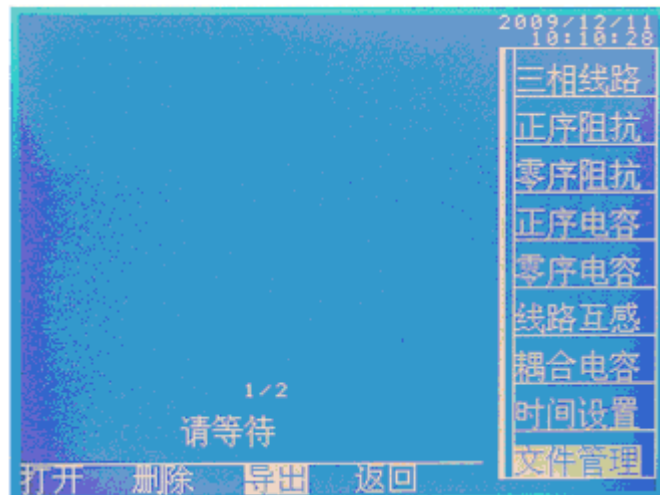 2009/12/11
10:10:28
三相线路
正序阻抗
零序阻抗
正序电容
零序电容
线路互感
耦合电容
时间设置
文件管理
1/2
请等待
打开 删除 导出 返回